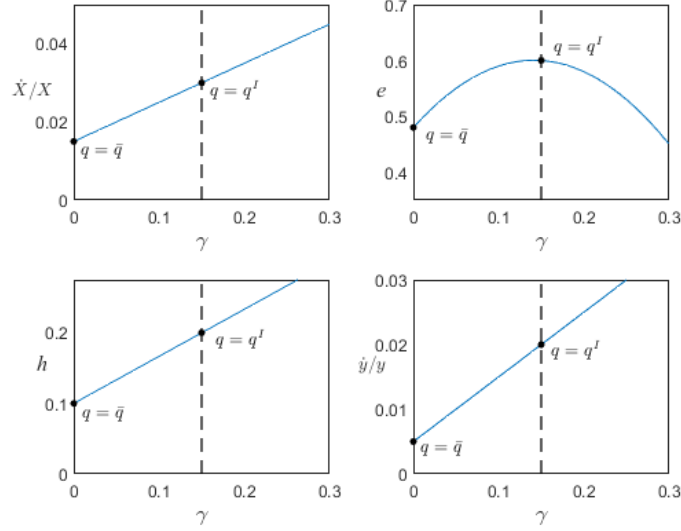 0.04
Ẋ/X
0.02
0
q = q^I
q = q̄
0 0.1 0.2 0.3
γ
0.7
0.6
e
0.5
0.4
q = q^I
q = q̄
0 0.1 0.2 0.3
γ
0.2
h
0.1
0
q = q^I
q = q̄
0 0.1 0.2 0.3
γ
0.03
0.02
ẏ/y
0.01
0
q = q^I
q = q̄
0 0.1 0.2 0.3
γ